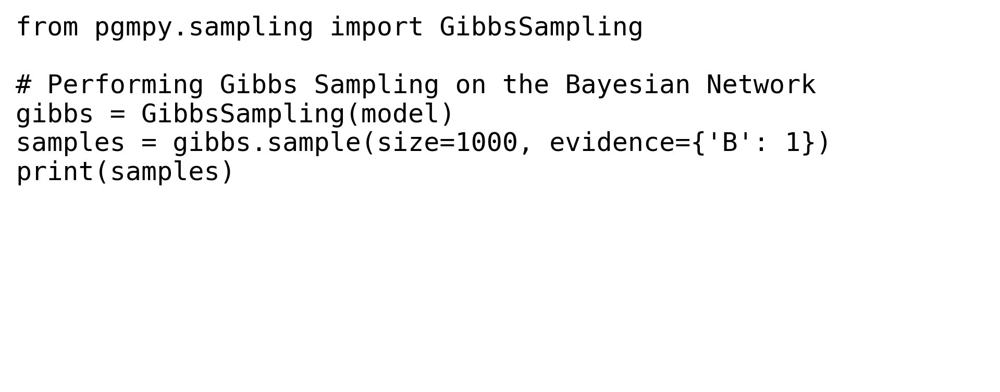 from pgmpy.sampling import GibbsSampling
# Performing Gibbs Sampling on the Bayesian Network
gibbs = GibbsSampling(model)
samples = gibbs.sample(size=1000, evidence={'B': 1})
print(samples)